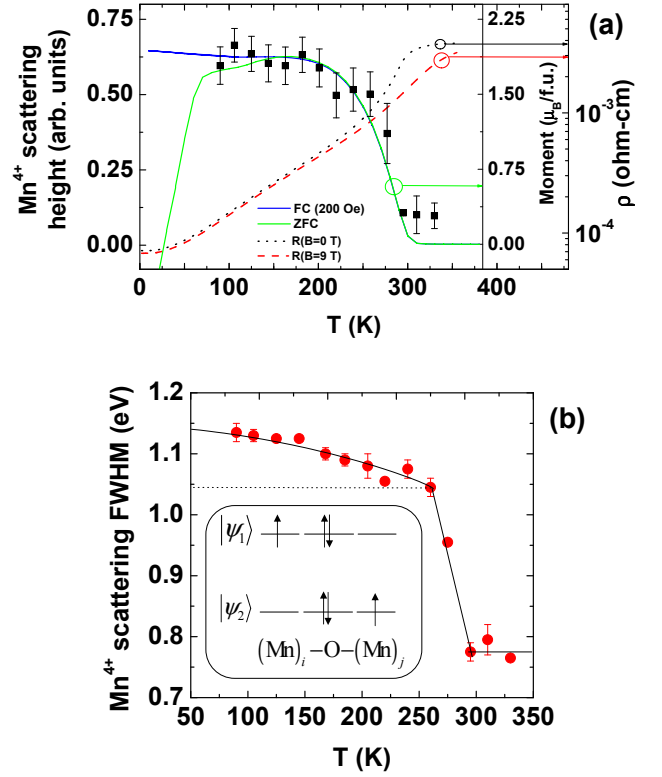 (a)
Mn⁴⁺ scattering
height (arb. units)
0.75
0.50
0.25
0.00
FC (200 Oe)
ZFC
R(B=0 T)
R(B=9 T)
2.25
1.50
0.75
0.00
Moment (μ_B/f.u.)
10⁻³
10⁻⁴
ρ (ohm-cm)
0 100 200 300 400
T (K)
(b)
Mn⁴⁺ scattering FWHM (eV)
1.2
1.1
1.0
0.9
0.8
0.7
|ψ₁⟩
|ψ₂⟩
(Mn)ᵢ–O–(Mn)ⱼ
50 100 150 200 250 300 350
T (K)